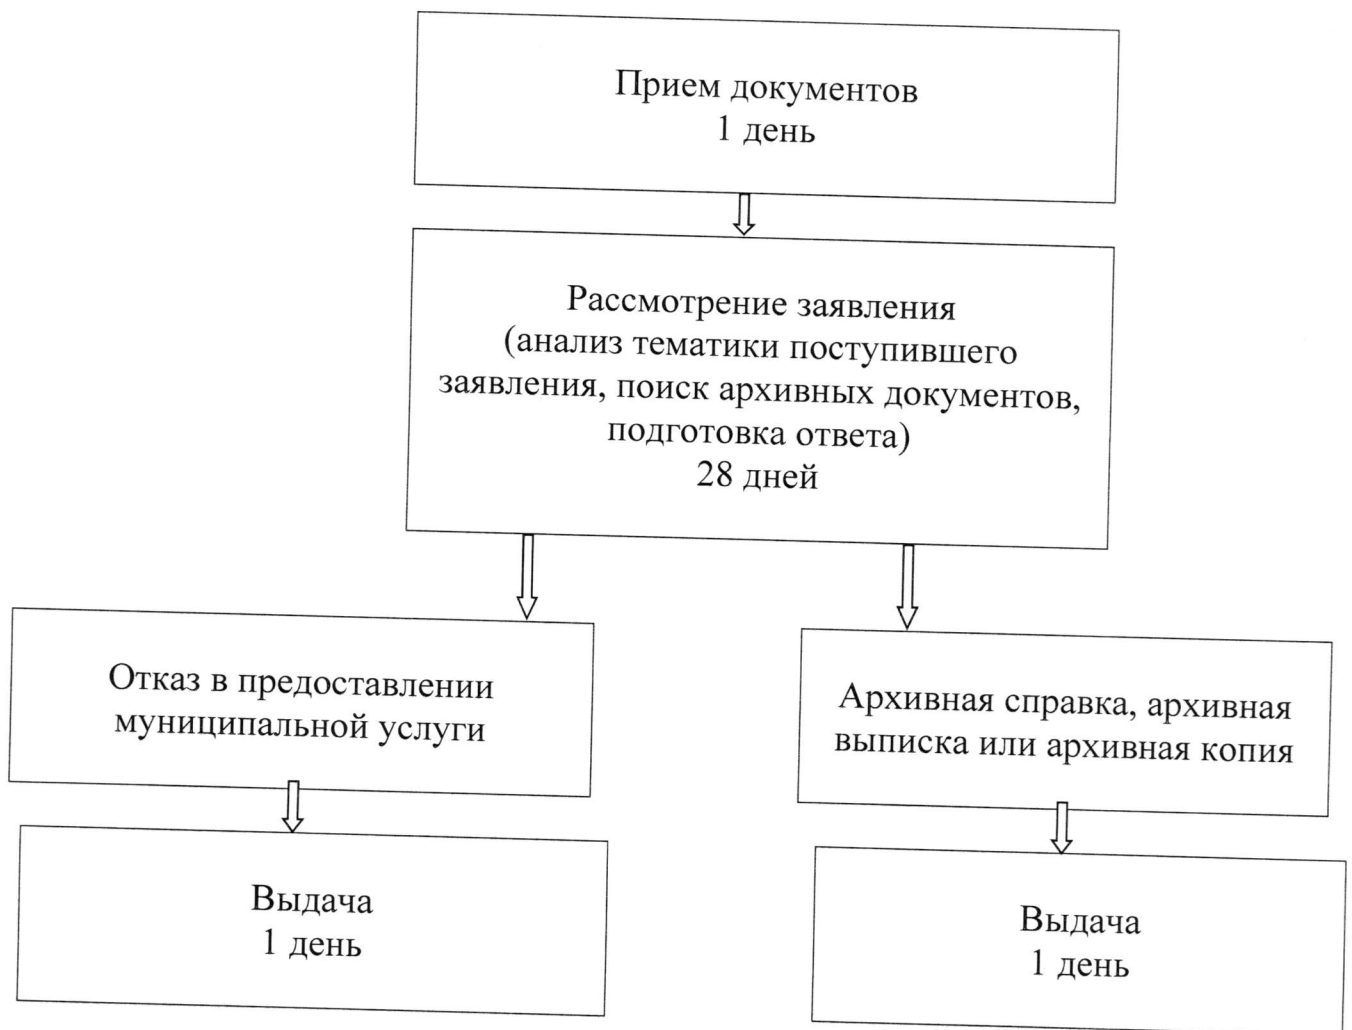 Прием документов
1 день
Рассмотрение заявления
(анализ тематики поступившего
заявления, поиск архивных документов,
подготовка ответа)
28 дней
Отказ в предоставлении
муниципальной услуги
Архивная справка, архивная
выписка или архивная копия
Выдача
1 день
Выдача
1 день